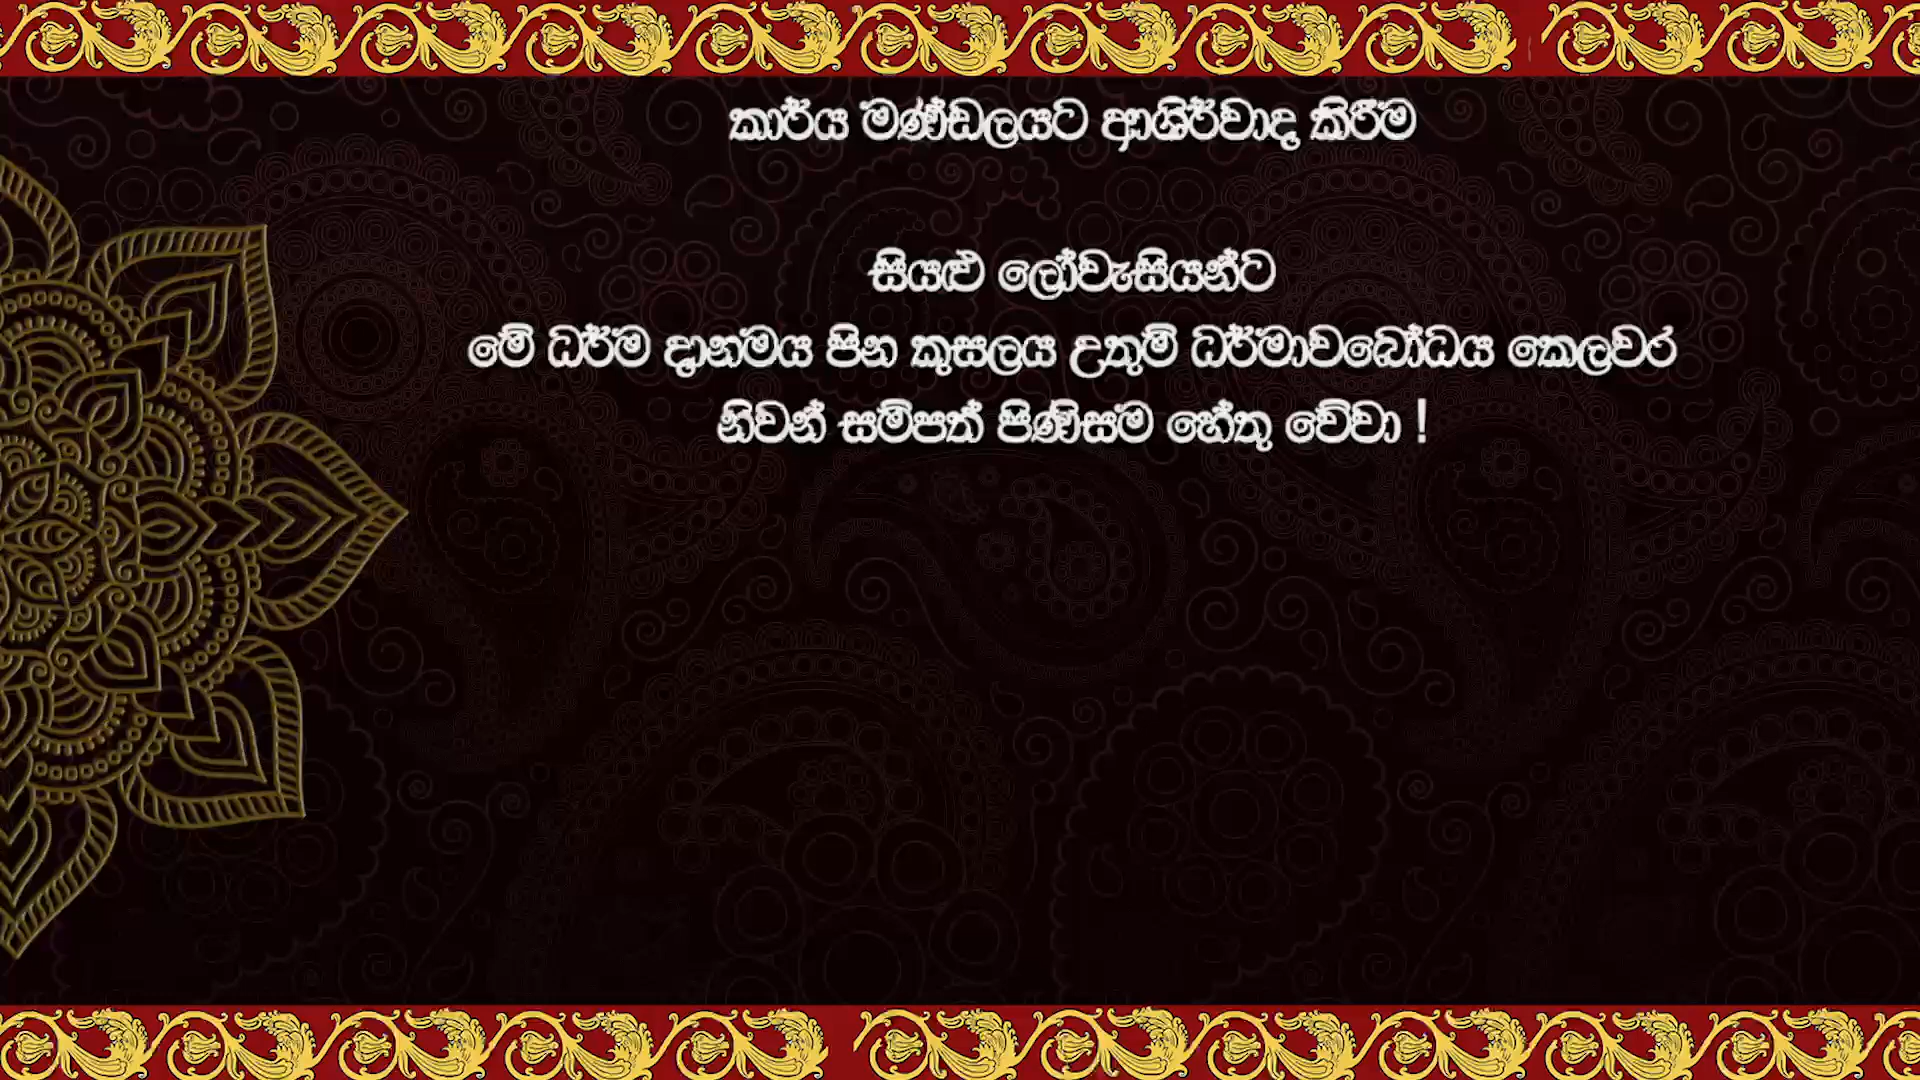 කාර්ය මණ්ඩලයට ආශිර්වාද කිරීම
සියළු ලෝවැසියන්ට
මේ ධර්ම දානමය පින කුසලය උතුම් ධර්මාවබෝධය කෙලවර
නිවන් සම්පත් පිණිසම හේතු වේවා !